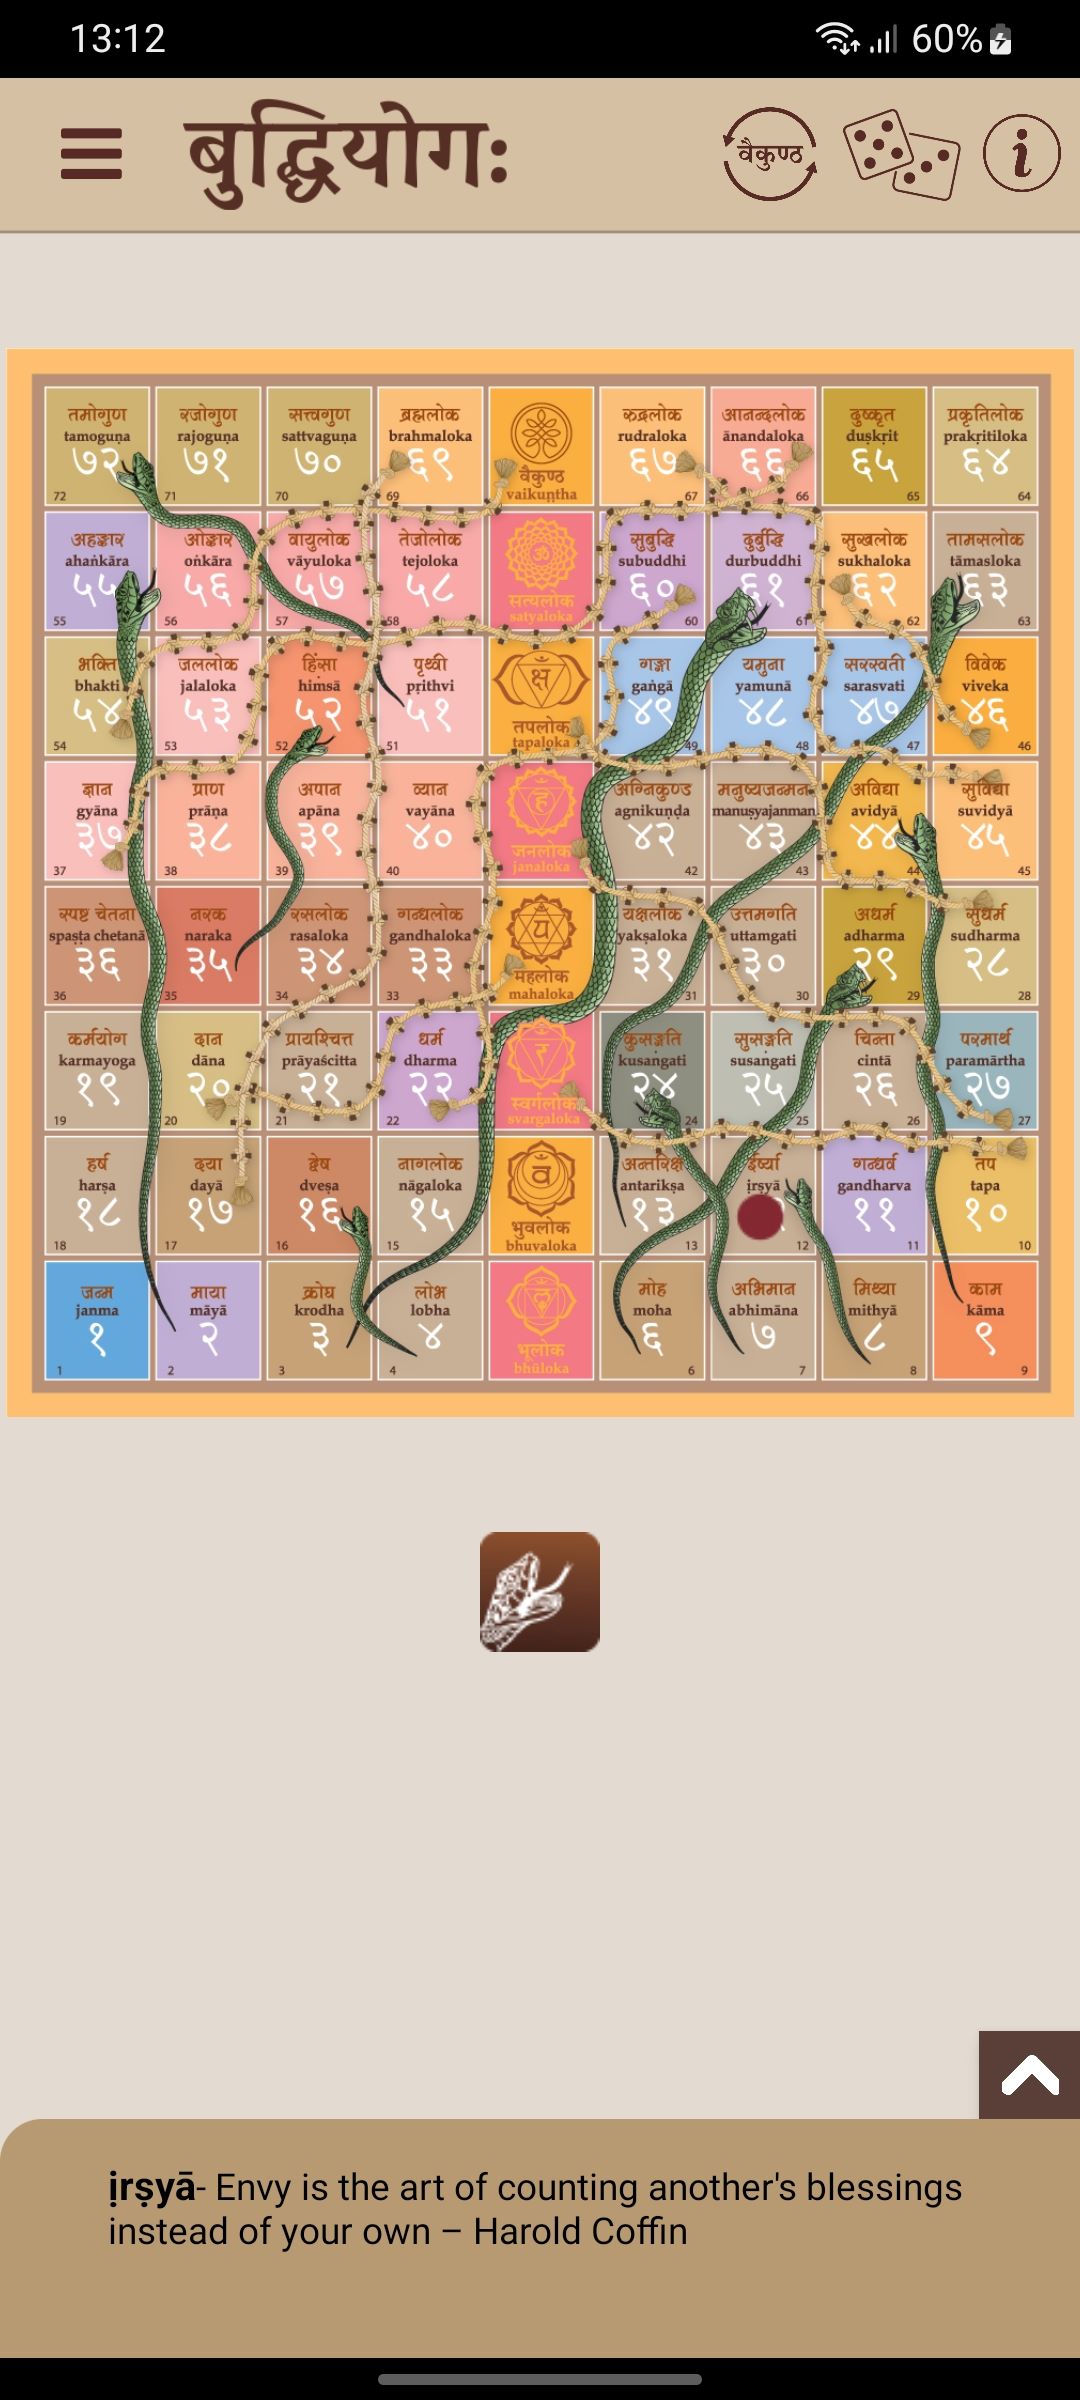 13:12
60%
बुद्धियोगः
वैकुण्ठ
तमोगुण रजोगुण सत्त्वगुण ब्रह्मलोक रुद्रलोक आनन्दलोक दुष्कृत प्रकृतिलोक
tamoguṇa rajoguṇa sattvaguṇa brahmaloka rudraloka ānandaloka duṣkṛit prakṛitiloka
७२ ७१ ७० ६९ वैकुण्ठ ६७ ६६ ६५ ६४
72 71 70 69 vaikuṇṭha 67 66 65 64
अहङ्कार ओङ्कार वायुलोक तेजोलोक सुबुद्धि दुर्बुद्धि सुखलोक तामसलोक
ahaṅkāra oṅkāra vāyuloka tejoloka subuddhi durbuddhi sukhaloka tāmasloka
५५ ५६ ५७ ५८ सत्यलोक ६० ६१ ६२ ६३
55 56 57 58 satyaloka 60 61 62 63
भक्ति जललोक हिंसा पृथ्वी क्ष गङ्गा यमुना सरस्वती विवेक
bhakti jalaloka hiṁsā pṛithvi gaṅgā yamunā sarasvati viveka
५४ ५३ ५२ ५१ तपलोक ४९ ४८ ४७ ४६
54 53 52 51 tapaloka 49 48 47 46
ज्ञान प्राण अपान व्यान हं अग्निकुण्ड मनुष्यजन्मन अविद्या सुविद्या
gyāna prāṇa apāna vayāna agnikuṇḍa manuṣyajanman avidyā suvidyā
३७ ३८ ३९ ४० जनलोक ४२ ४३ ४४ ४५
37 38 39 40 janaloka 42 43 44 45
स्पष्ट चेतना नरक रसलोक गन्धलोक यं यक्षलोक उत्तमगति अधर्म सुधर्म
spaṣṭa chetanā naraka rasaloka gandhaloka yakṣaloka uttamgati adharma sudharma
३६ ३५ ३४ ३३ महलोक ३१ ३० २९ २८
36 35 34 33 mahaloka 31 30 29 28
कर्मयोग दान प्रायश्चित्त धर्म रं कुसङ्गति सुसङ्गति चिन्ता परमार्थ
karmayoga dāna prāyaścitta dharma kusaṅgati susaṅgati cintā paramārtha
१९ २० २१ २२ स्वर्गलोक २४ २५ २६ २७
19 20 21 22 svargaloka 24 25 26 27
हर्ष दया द्वेष नागलोक वं अन्तरिक्ष ईर्ष्या गन्धर्व तप
harṣa dayā dveṣa nāgaloka antarikṣa iṛṣyā gandharva tapa
१८ १७ १६ १५ भुवलोक १३ ११ १०
18 17 16 15 bhuvaloka 13 12 11 10
जन्म माया क्रोध लोभ लं मोह अभिमान मिथ्या काम
janma māyā krodha lobha moha abhimāna mithyā kāma
१ २ ३ ४ भूलोक ६ ७ ८ ९
1 2 3 4 bhūloka 6 7 8 9
iṛṣyā- Envy is the art of counting another's blessings
instead of your own – Harold Coffin